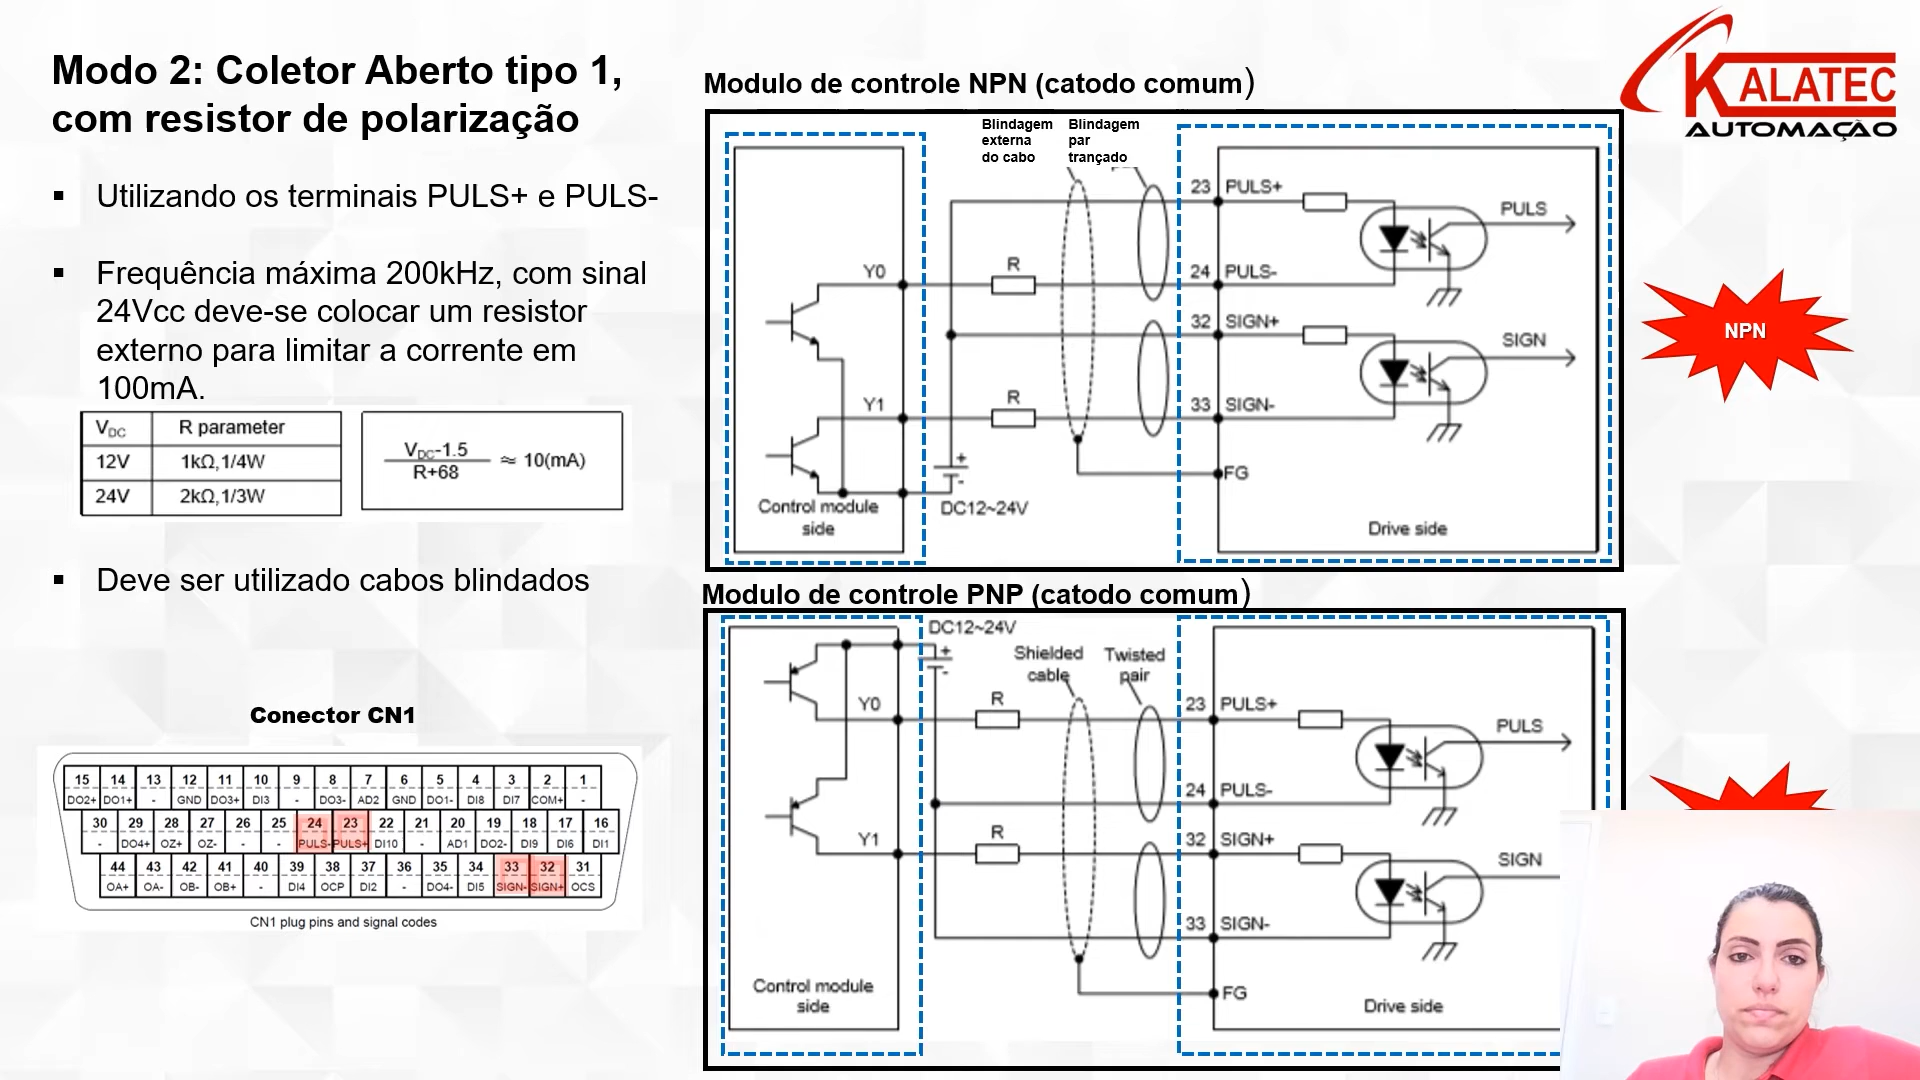 Modo 2: Coletor Aberto tipo 1,
com resistor de polarização
▪ Utilizando os terminais PULS+ e PULS-
▪ Frequência máxima 200kHz, com sinal
24Vcc deve-se colocar um resistor
externo para limitar a corrente em
100mA.
VDC R parameter
12V 1kΩ,1/4W
24V 2kΩ,1/3W
VDC-1.5
R+68
≈ 10(mA)
▪ Deve ser utilizado cabos blindados
Conector CN1
15 14 13 12 11 10 9 8 7 6 5 4 3 2 1
DO2+ DO1+ - GND DO3+ DI3 - DO3- AD2 GND DO1- DI8 DI7 COM+ -
30 29 28 27 26 25 24 23 22 21 20 19 18 17 16
- DO4+ OZ+ OZ- - - PULS- PULS+ DI10 - AD1 DO2- DI9 DI6 DI1
44 43 42 41 40 39 38 37 36 35 34 33 32 31
OA+ OA- OB- OB+ - DI4 OCP DI2 - DO4- DI5 SIGN- SIGN+ OCS
CN1 plug pins and signal codes
Modulo de controle NPN (catodo comum)
Blindagem
externa
do cabo
Blindagem
par
trançado
23 PULS+
PULS
Y0
R
24 PULS-
32 SIGN+
SIGN
Y1
R
33 SIGN-
+
-
FG
DC12~24V
Control module
side
Drive side
Modulo de controle PNP (catodo comum)
DC12~24V
+
-
Shielded
cable
Twisted
pair
Y0
R
23 PULS+
PULS
24 PULS-
Y1
R
32 SIGN+
SIGN
33 SIGN-
FG
Control module
side
Drive side
KALATEC
AUTOMAÇÃO
NPN